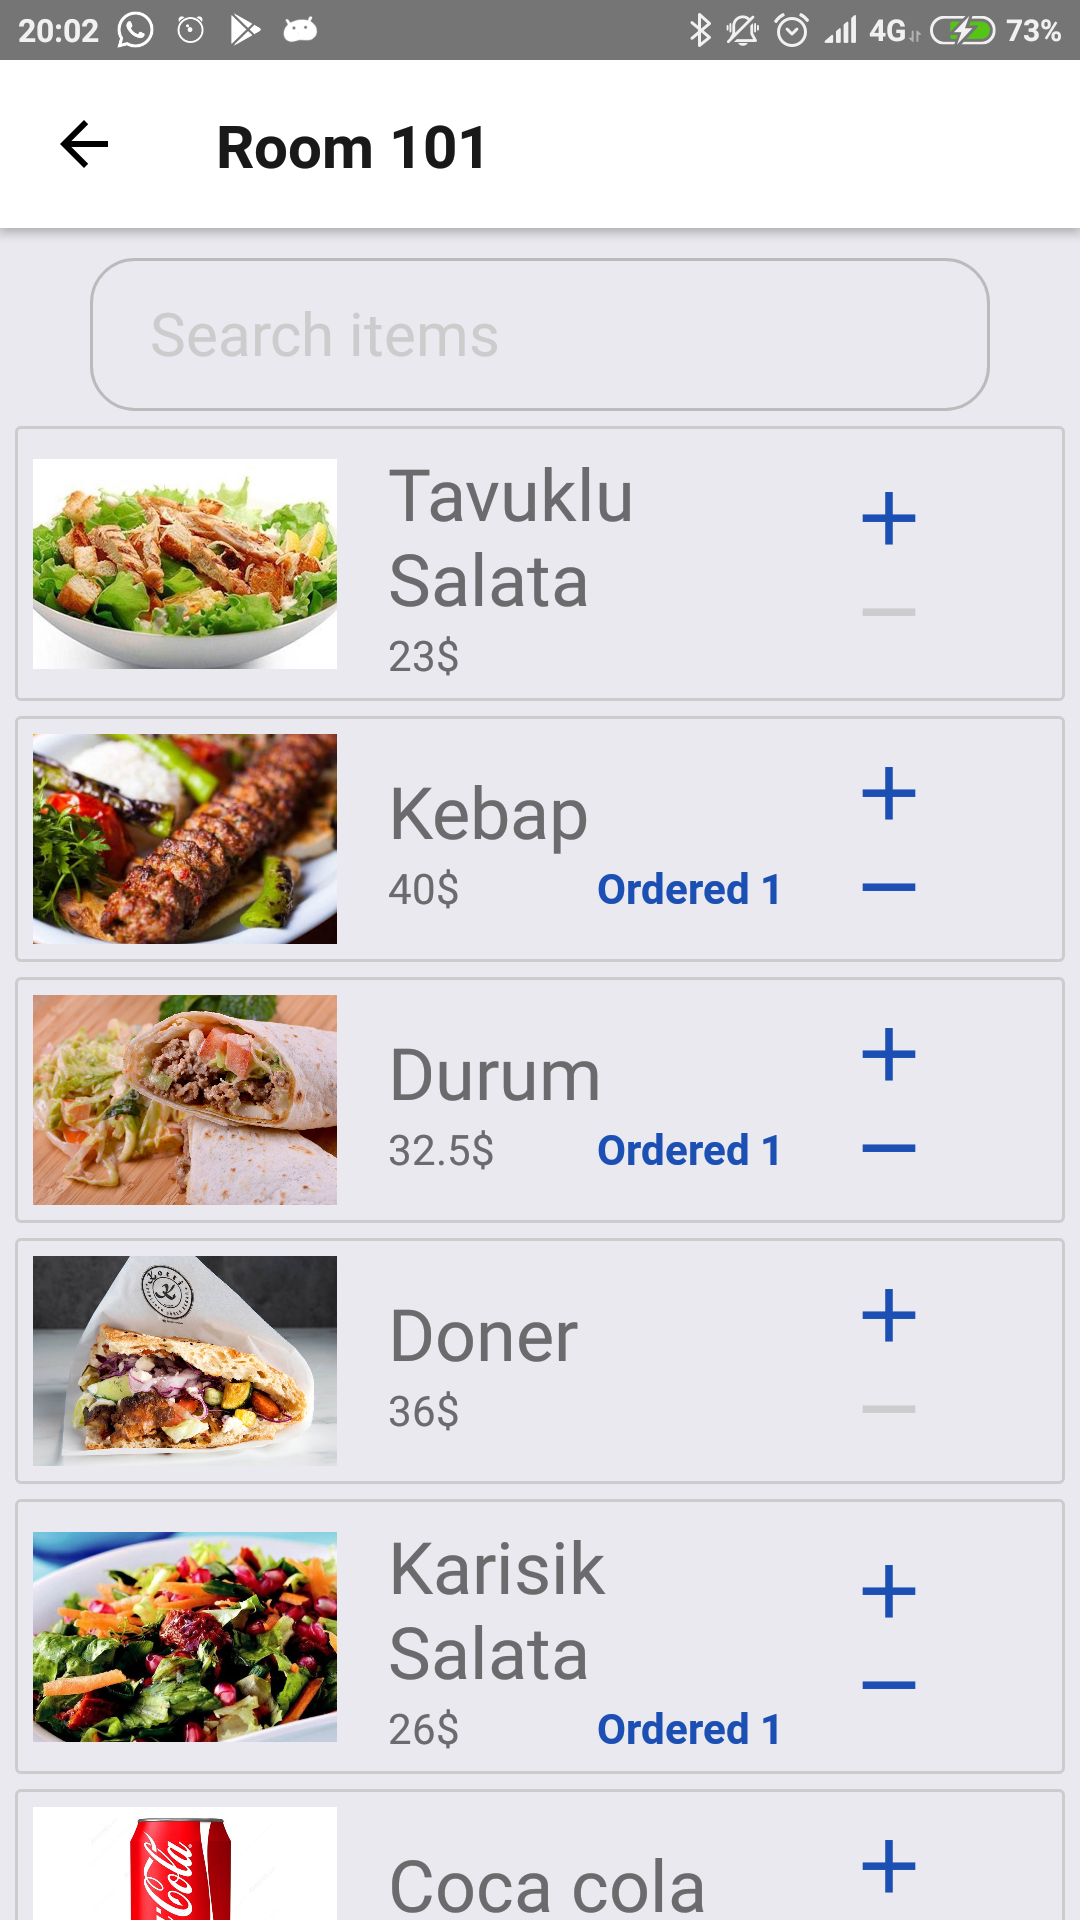 20:02 4G 73%
Room 101
Search items
Tavuklu
Salata
23$
Kebap
40$ Ordered 1
Durum
32.5$ Ordered 1
Doner
36$
Karisik
Salata
26$ Ordered 1
Coca cola